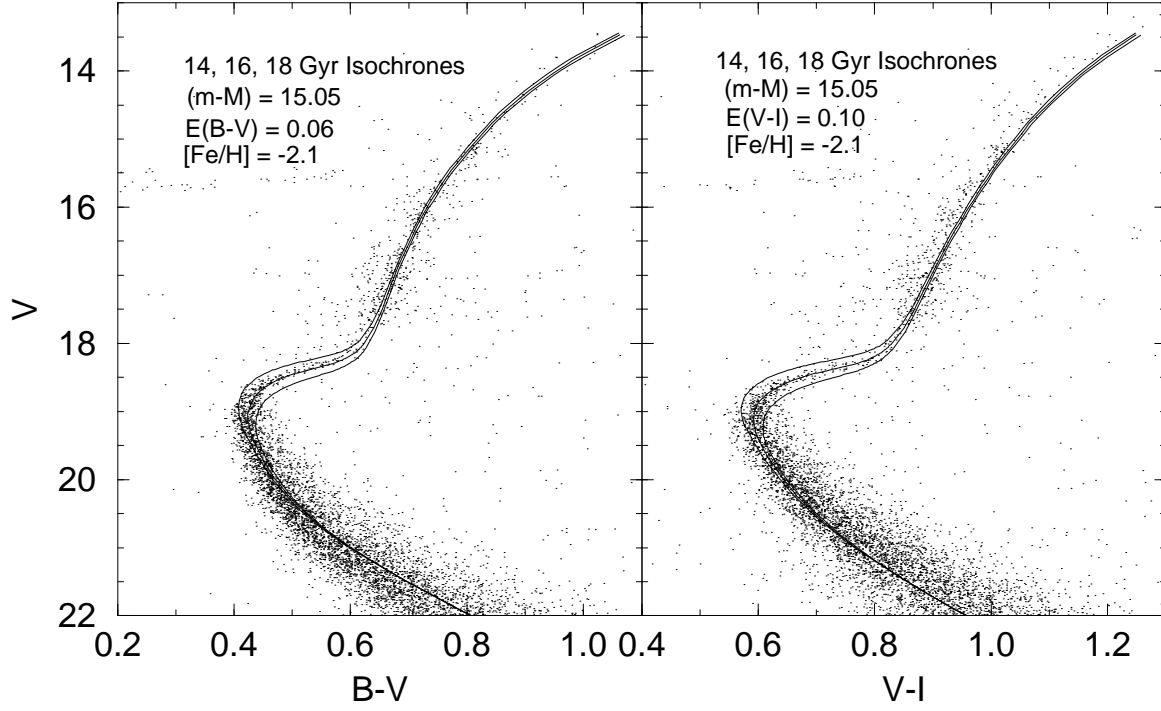 14, 16, 18 Gyr Isochrones
(m-M) = 15.05
E(B-V) = 0.06
[Fe/H] = -2.1
14, 16, 18 Gyr Isochrones
(m-M) = 15.05
E(V-I) = 0.10
[Fe/H] = -2.1
14
16
18
20
22
V
0.2 0.4 0.6 0.8 1.0 0.4 0.6 0.8 1.0 1.2
B-V V-I